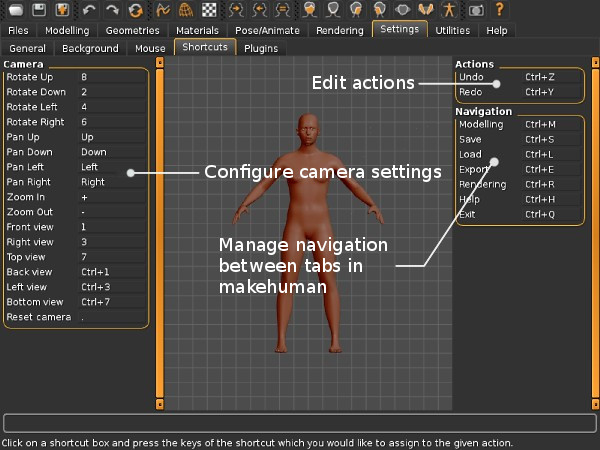 Files Modelling Geometries Materials Pose/Animate Rendering Settings Utilities Help
General Background Mouse Shortcuts Plugins
Camera
Rotate Up 8
Rotate Down 2
Rotate Left 4
Rotate Right 6
Pan Up Up
Pan Down Down
Pan Left Left
Pan Right Right
Zoom In +
Zoom Out -
Front view 1
Right view 3
Top view 7
Back view Ctrl+1
Left view Ctrl+3
Bottom view Ctrl+7
Reset camera .
Edit actions
Configure camera settings
Manage navigation
between tabs in
makehuman
Actions
Undo Ctrl+Z
Redo Ctrl+Y
Navigation
Modelling Ctrl+M
Save Ctrl+S
Load Ctrl+L
Export Ctrl+E
Rendering Ctrl+R
Help Ctrl+H
Exit Ctrl+Q
Click on a shortcut box and press the keys of the shortcut which you would like to assign to the given action.